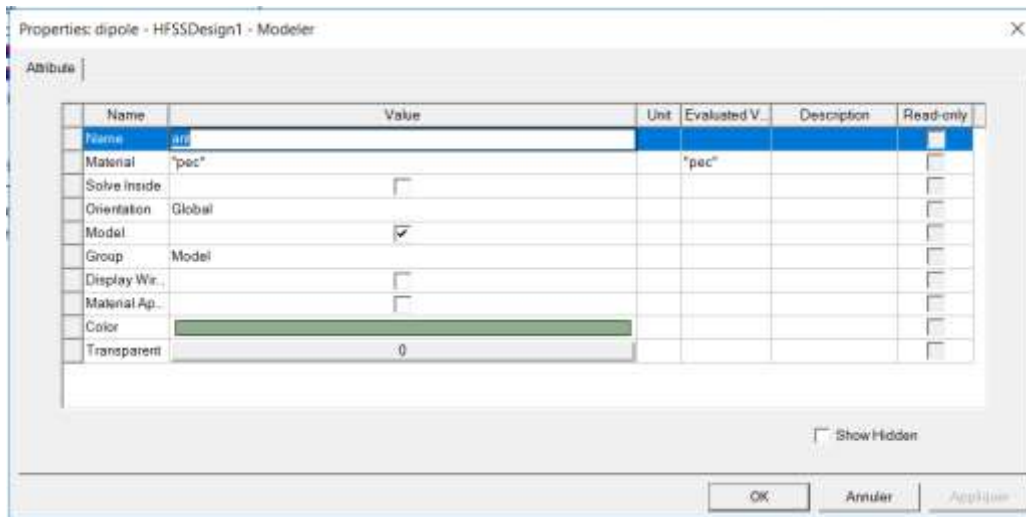 Properties: dipole - HFSSDesign1 - Modeler
Attribute
Name Value Unit Evaluated V... Description Read-only
Name
Material "pec" "pec"
Solve Inside
Orientation Global
Model
Group Model
Display Wir...
Material Ap...
Color
Transparent 0
Show Hidden
OK Annuler Appliquer